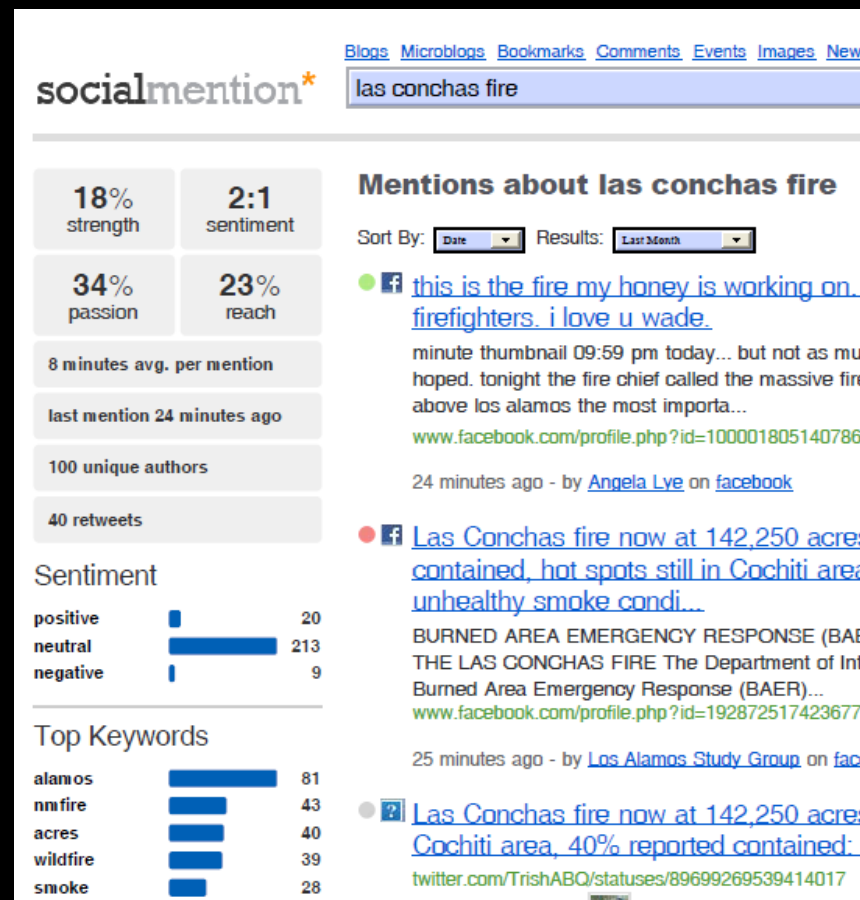 Blogs Microblogs Bookmarks Comments Events Images New
socialmention*
las conchas fire
18% strength
2:1 sentiment
34% passion
23% reach
8 minutes avg. per mention
last mention 24 minutes ago
100 unique authors
40 retweets
Sentiment
positive 20
neutral 213
negative 9
Top Keywords
alamos 81
nmfire 43
acres 40
wildfire 39
smoke 28
Mentions about las conchas fire
Sort By: Date Results: Last Month
this is the fire my honey is working on.
firefighters. i love u wade.
minute thumbnail 09:59 pm today... but not as mu
hoped. tonight the fire chief called the massive fire
above los alamos the most importa...
www.facebook.com/profile.php?id=100001805140786
24 minutes ago - by Angela Lye on facebook
Las Conchas fire now at 142,250 acres
contained, hot spots still in Cochiti area
unhealthy smoke condi...
BURNED AREA EMERGENCY RESPONSE (BAE
THE LAS CONCHAS FIRE The Department of Int
Burned Area Emergency Response (BAER)...
www.facebook.com/profile.php?id=192872517423677
25 minutes ago - by Los Alamos Study Group on fac
Las Conchas fire now at 142,250 acres
Cochiti area, 40% reported contained:
twitter.com/TrishABQ/statuses/89699269539414017